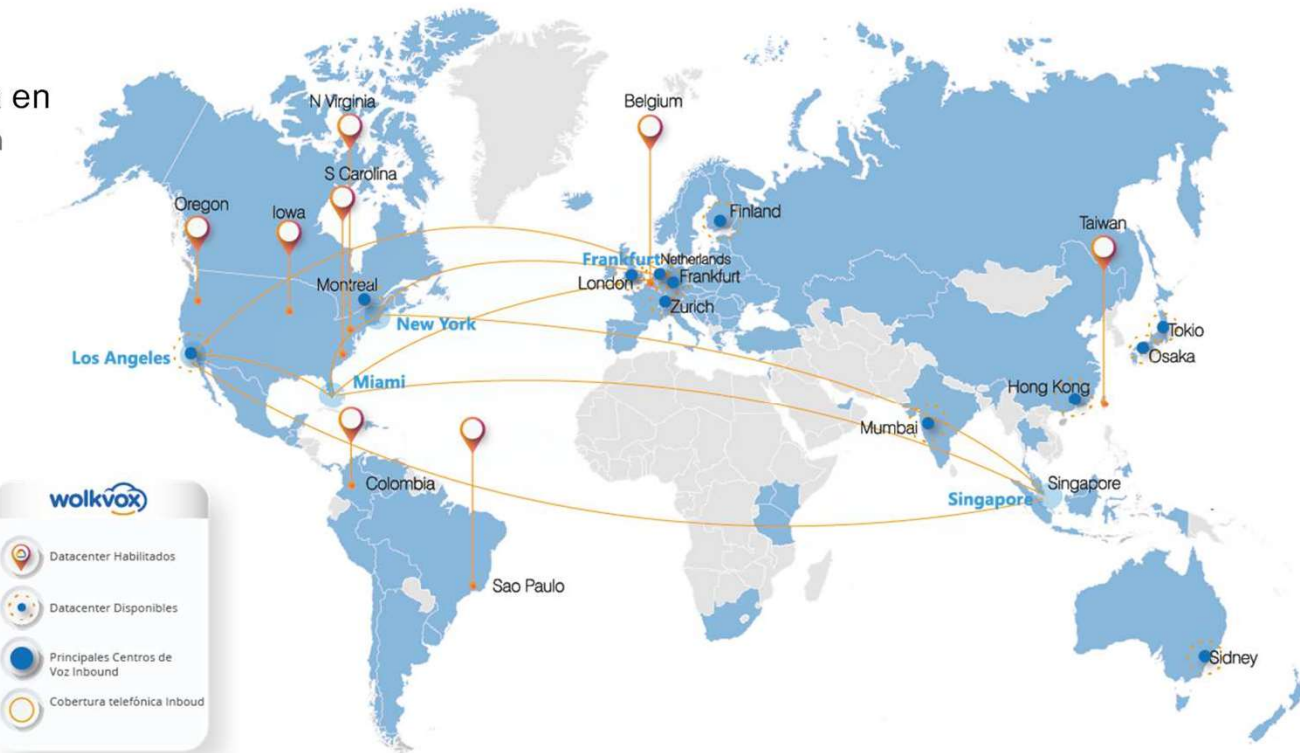 en
N Virginia
Belgium
S Carolina
Oregon
Iowa
Finland
Taiwan
Frankfurt
Netherlands
Frankfurt
London
Montreal
Zurich
New York
Tokio
Los Angeles
Osaka
Miami
Hong Kong
Mumbai
Colombia
Singapore
Singapore
Sao Paulo
Sidney
wolkvox
Datacenter Habilitados
Datacenter Disponibles
Principales Centros de
Voz Inbound
Cobertura telefónica Inboud